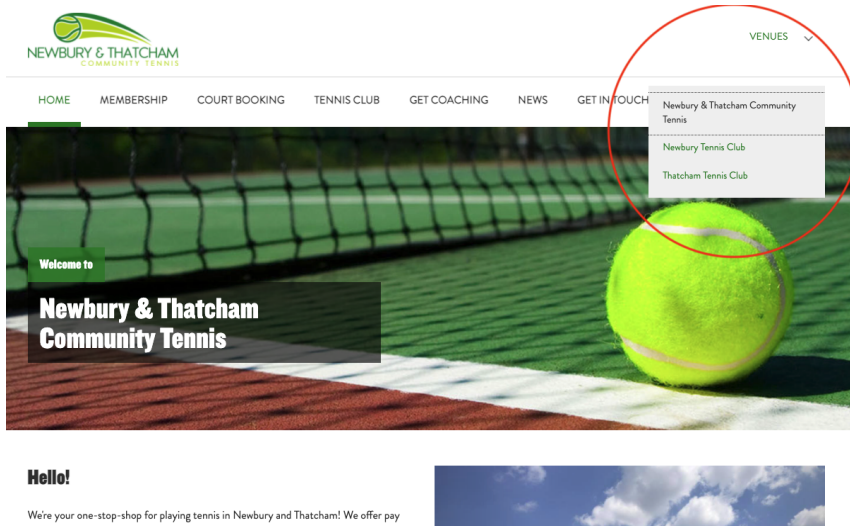 NEWBURY & THATCHAM
COMMUNITY TENNIS
VENUES
HOME MEMBERSHIP COURT BOOKING TENNIS CLUB GET COACHING NEWS GET IN TOUCH
Newbury & Thatcham Community
Tennis
Newbury Tennis Club
Thatcham Tennis Club
Welcome to
Newbury & Thatcham
Community Tennis
Hello!
We're your one-stop-shop for playing tennis in Newbury and Thatcham! We offer pay